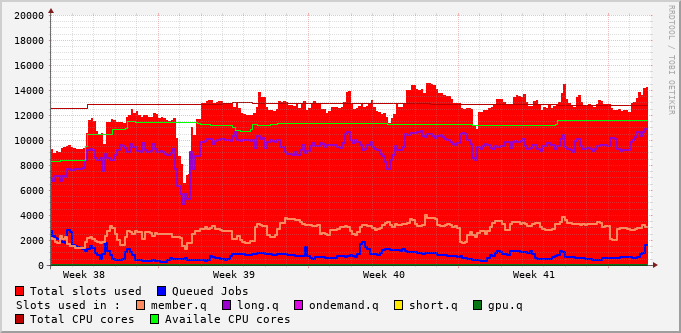 20000
18000
16000
14000
12000
10000
8000
6000
4000
2000
0
Week 38 Week 39 Week 40 Week 41
RRDTOOL / TOBI OETIKER
Total slots used Queued Jobs
Slots used in : member.q long.q ondemand.q short.q gpu.q
Total CPU cores Availale CPU cores